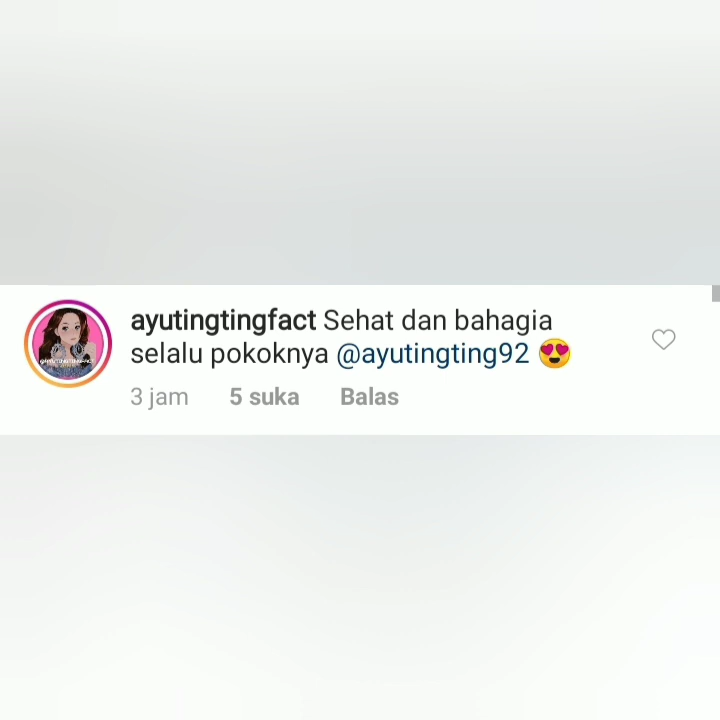 ayutingtingfact Sehat dan bahagia
selalu pokoknya @ayutingting92 😍
3 jam 5 suka Balas